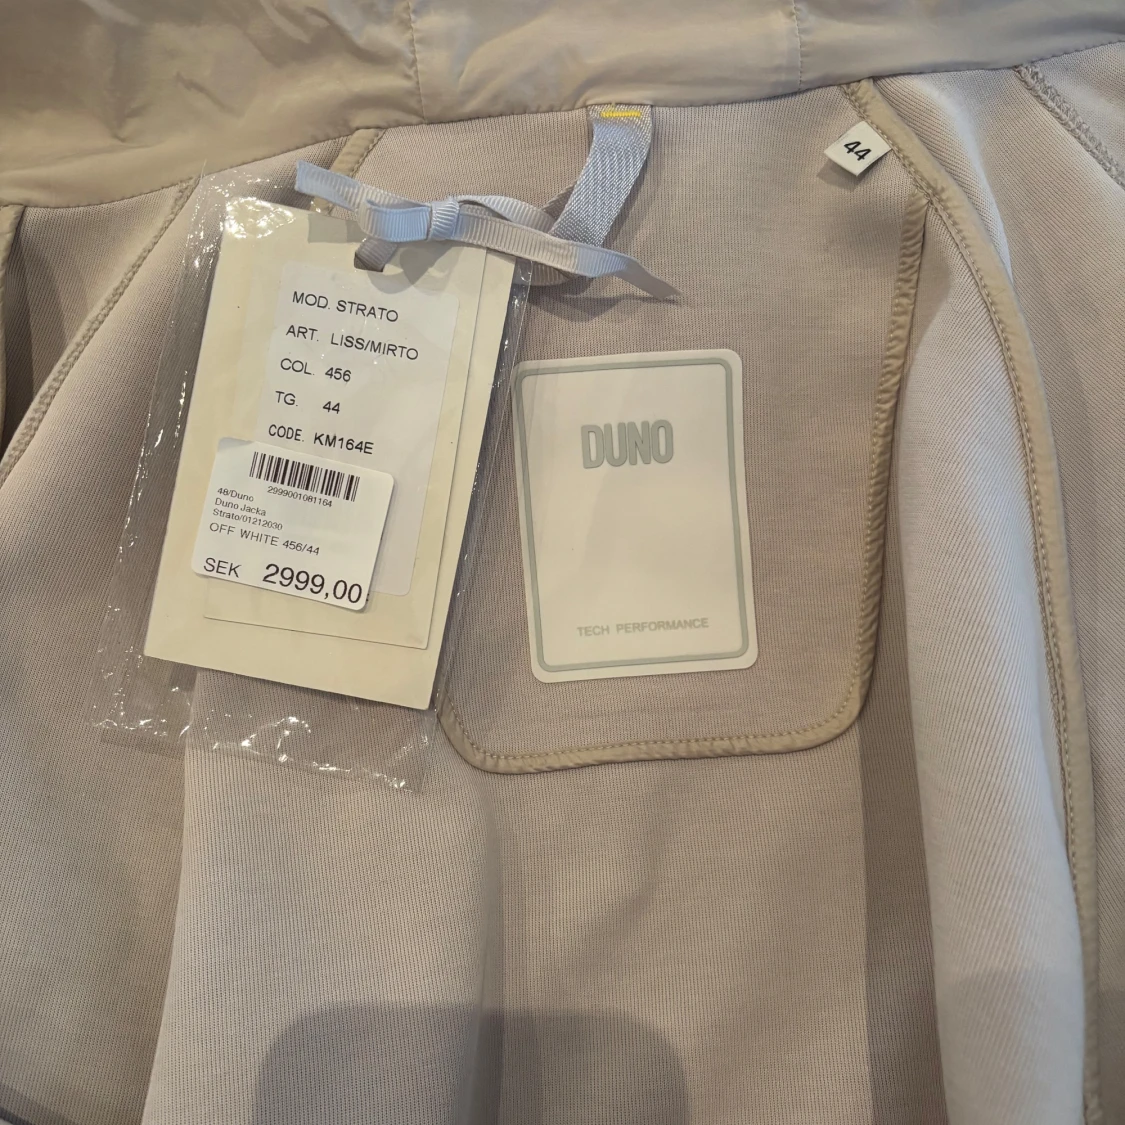 MOD. STRATO
ART. LISS/MIRTO
COL. 456
TG. 44
CODE. KM164E
2999001081164
48/Duno
Duno Jacka
Strato/01212030
OFF WHITE 456/44
SEK 2999,00
44
DUNO
TECH PERFORMANCE